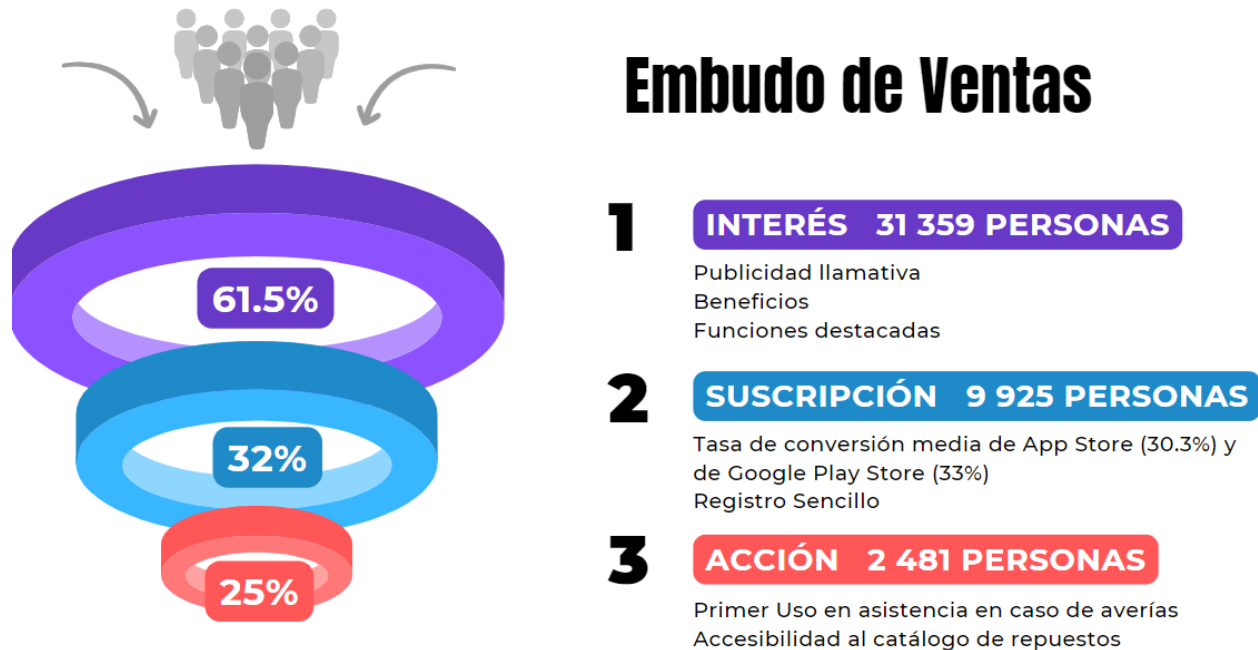 Embudo de Ventas
61.5%
1
INTERÉS 31 359 PERSONAS
Publicidad llamativa
Beneficios
Funciones destacadas
32%
2
SUSCRIPCIÓN 9 925 PERSONAS
Tasa de conversión media de App Store (30.3%) y
de Google Play Store (33%)
Registro Sencillo
25%
3
ACCIÓN 2 481 PERSONAS
Primer Uso en asistencia en caso de averías
Accesibilidad al catálogo de repuestos